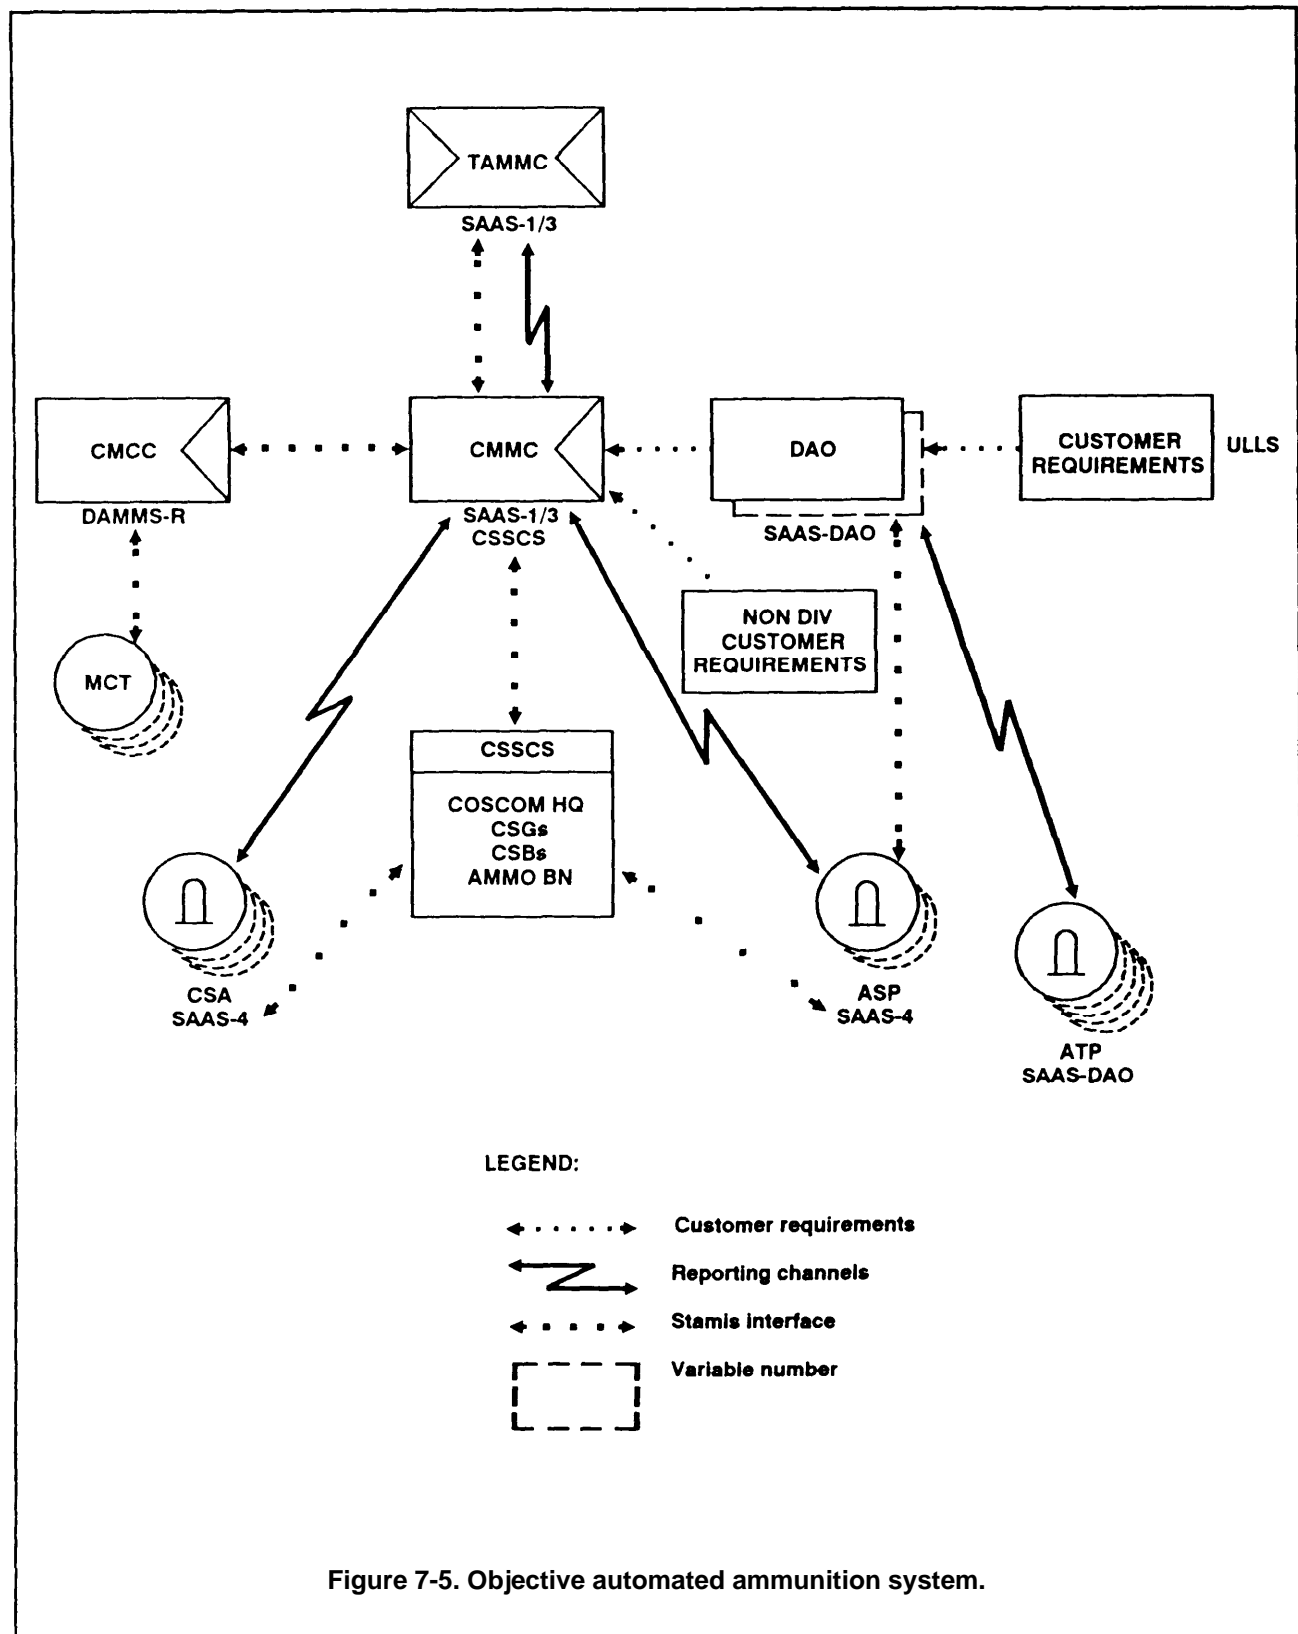 TAMMC
SAAS-1/3
CMCC
DAMMS-R
CMMC
SAAS-1/3
CSSCS
DAO
SAAS-DAO
CUSTOMER
REQUIREMENTS
ULLS
NON DIV
CUSTOMER
REQUIREMENTS
MCT
CSSCS
COSCOM HQ
CSGs
CSBs
AMMO BN
CSA
SAAS-4
ASP
SAAS-4
ATP
SAAS-DAO
LEGEND:
Customer requirements
Reporting channels
Stamis interface
Variable number
Figure 7-5. Objective automated ammunition system.